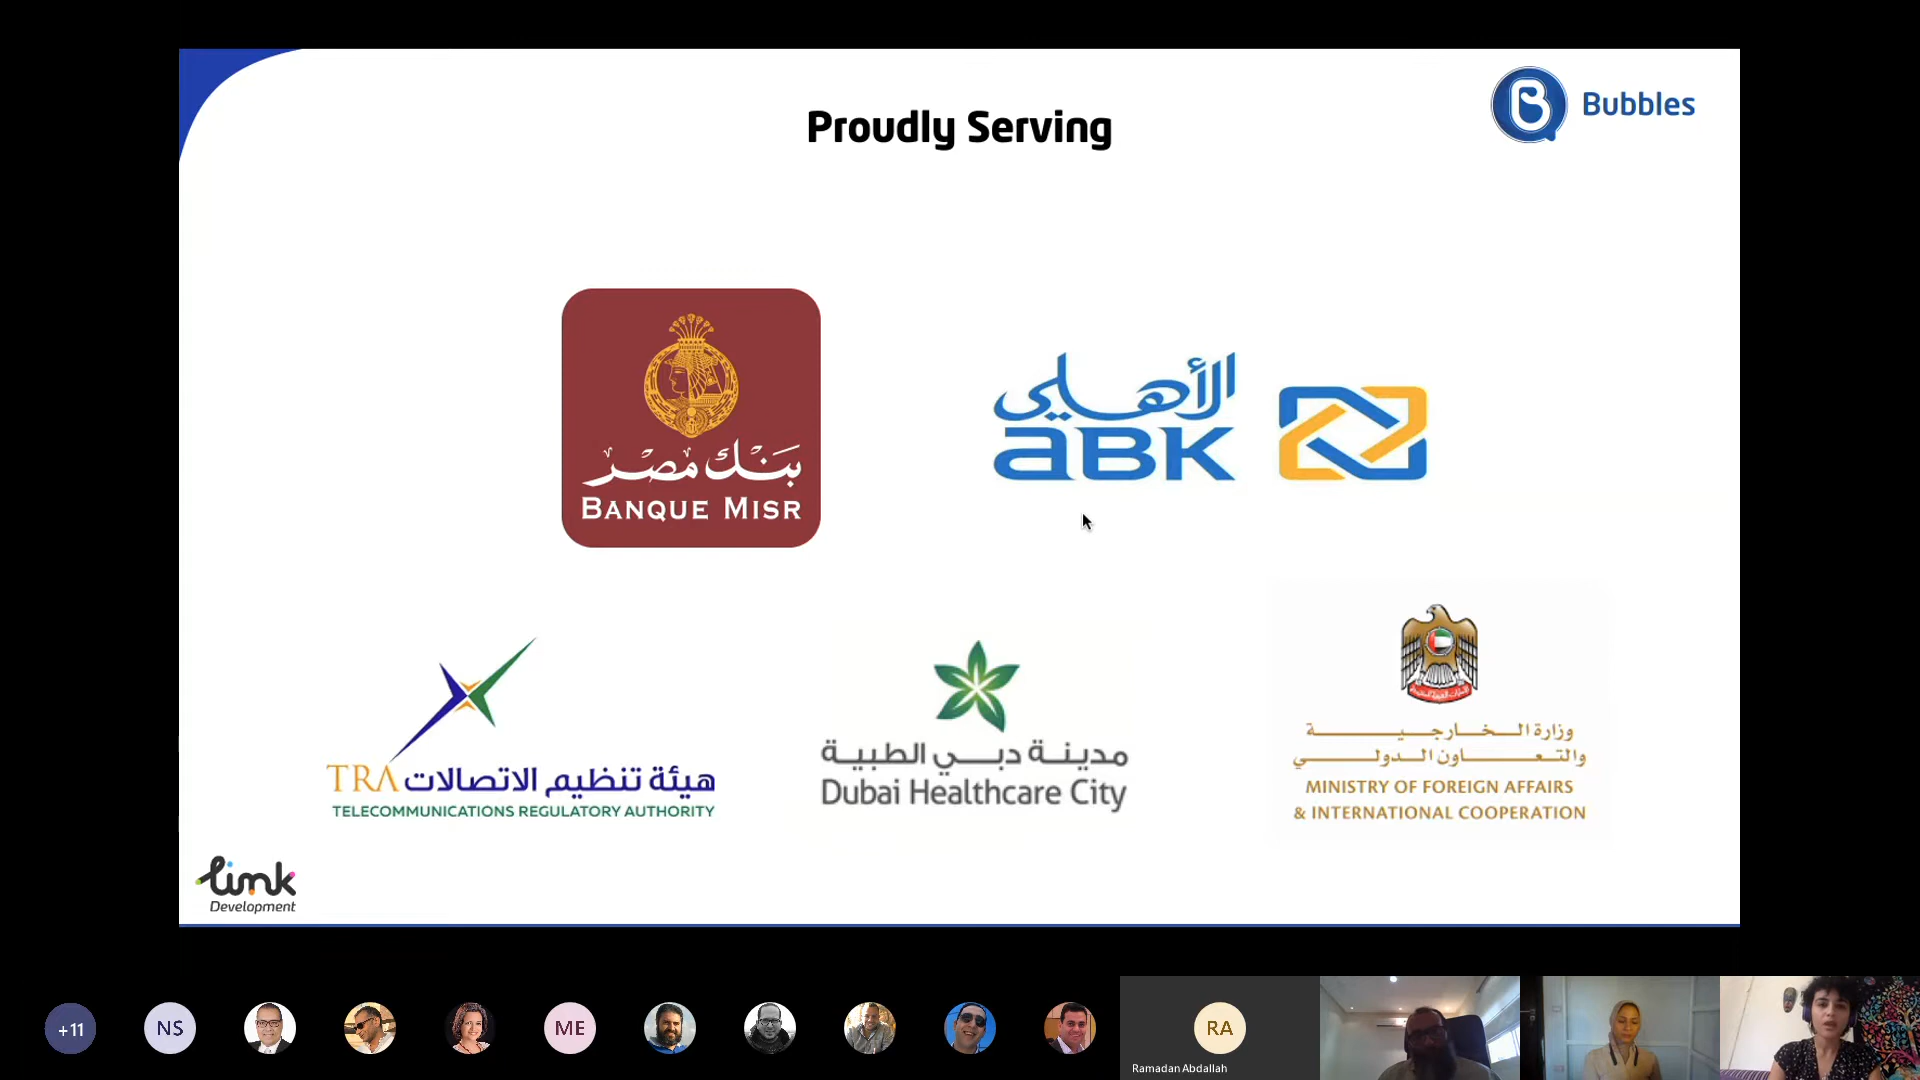 Proudly Serving
Bubbles
بنك مصر
BANQUE MISR
الأهلي
aBK
TRA هيئة تنظيم الاتصالات
TELECOMMUNICATIONS REGULATORY AUTHORITY
مدينة دبي الطبية
Dubai Healthcare City
وزارة الخارجية
والتعاون الدولي
MINISTRY OF FOREIGN AFFAIRS
& INTERNATIONAL COOPERATION
link
Development
+11
NS
ME
RA
Ramadan Abdallah